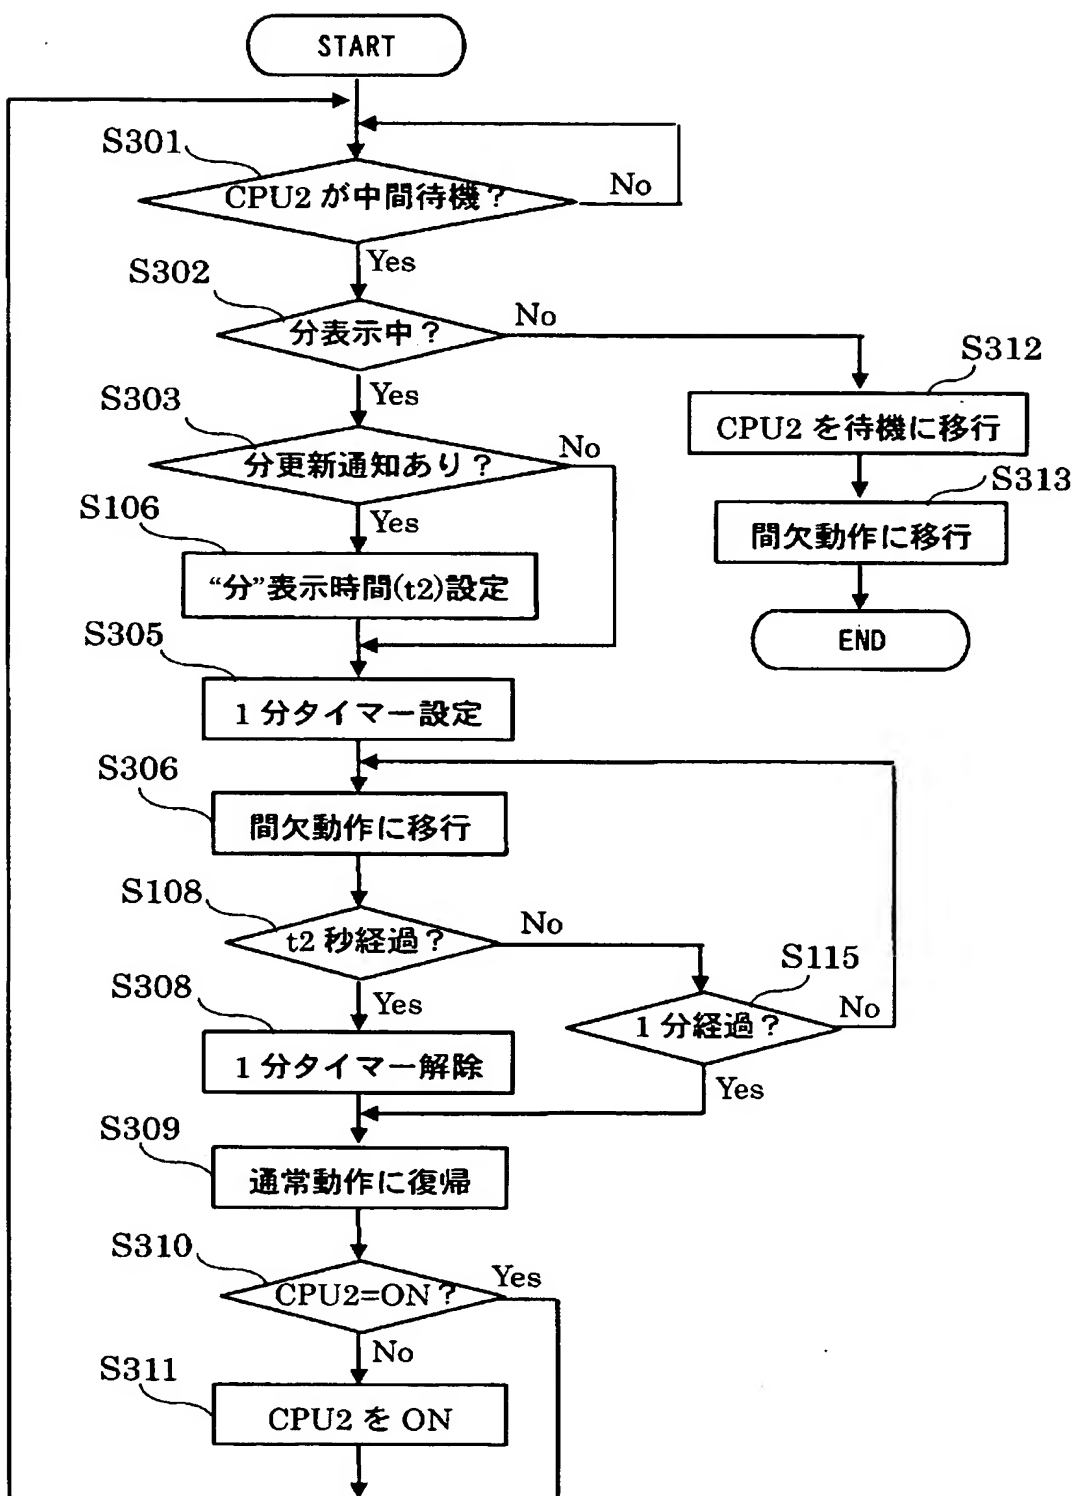 START
S301
CPU2 が中間待機？
No
Yes
S302
分表示中？
No
Yes
S312
CPU2 を待機に移行
S303
分更新通知あり？
No
Yes
S313
間欠動作に移行
S106
“分”表示時間(t2)設定
END
S305
1 分タイマー設定
S306
間欠動作に移行
S108
t2 秒経過？
No
Yes
S115
1 分経過？
No
Yes
S308
1 分タイマー解除
S309
通常動作に復帰
S310
CPU2=ON？
Yes
No
S311
CPU2 を ON